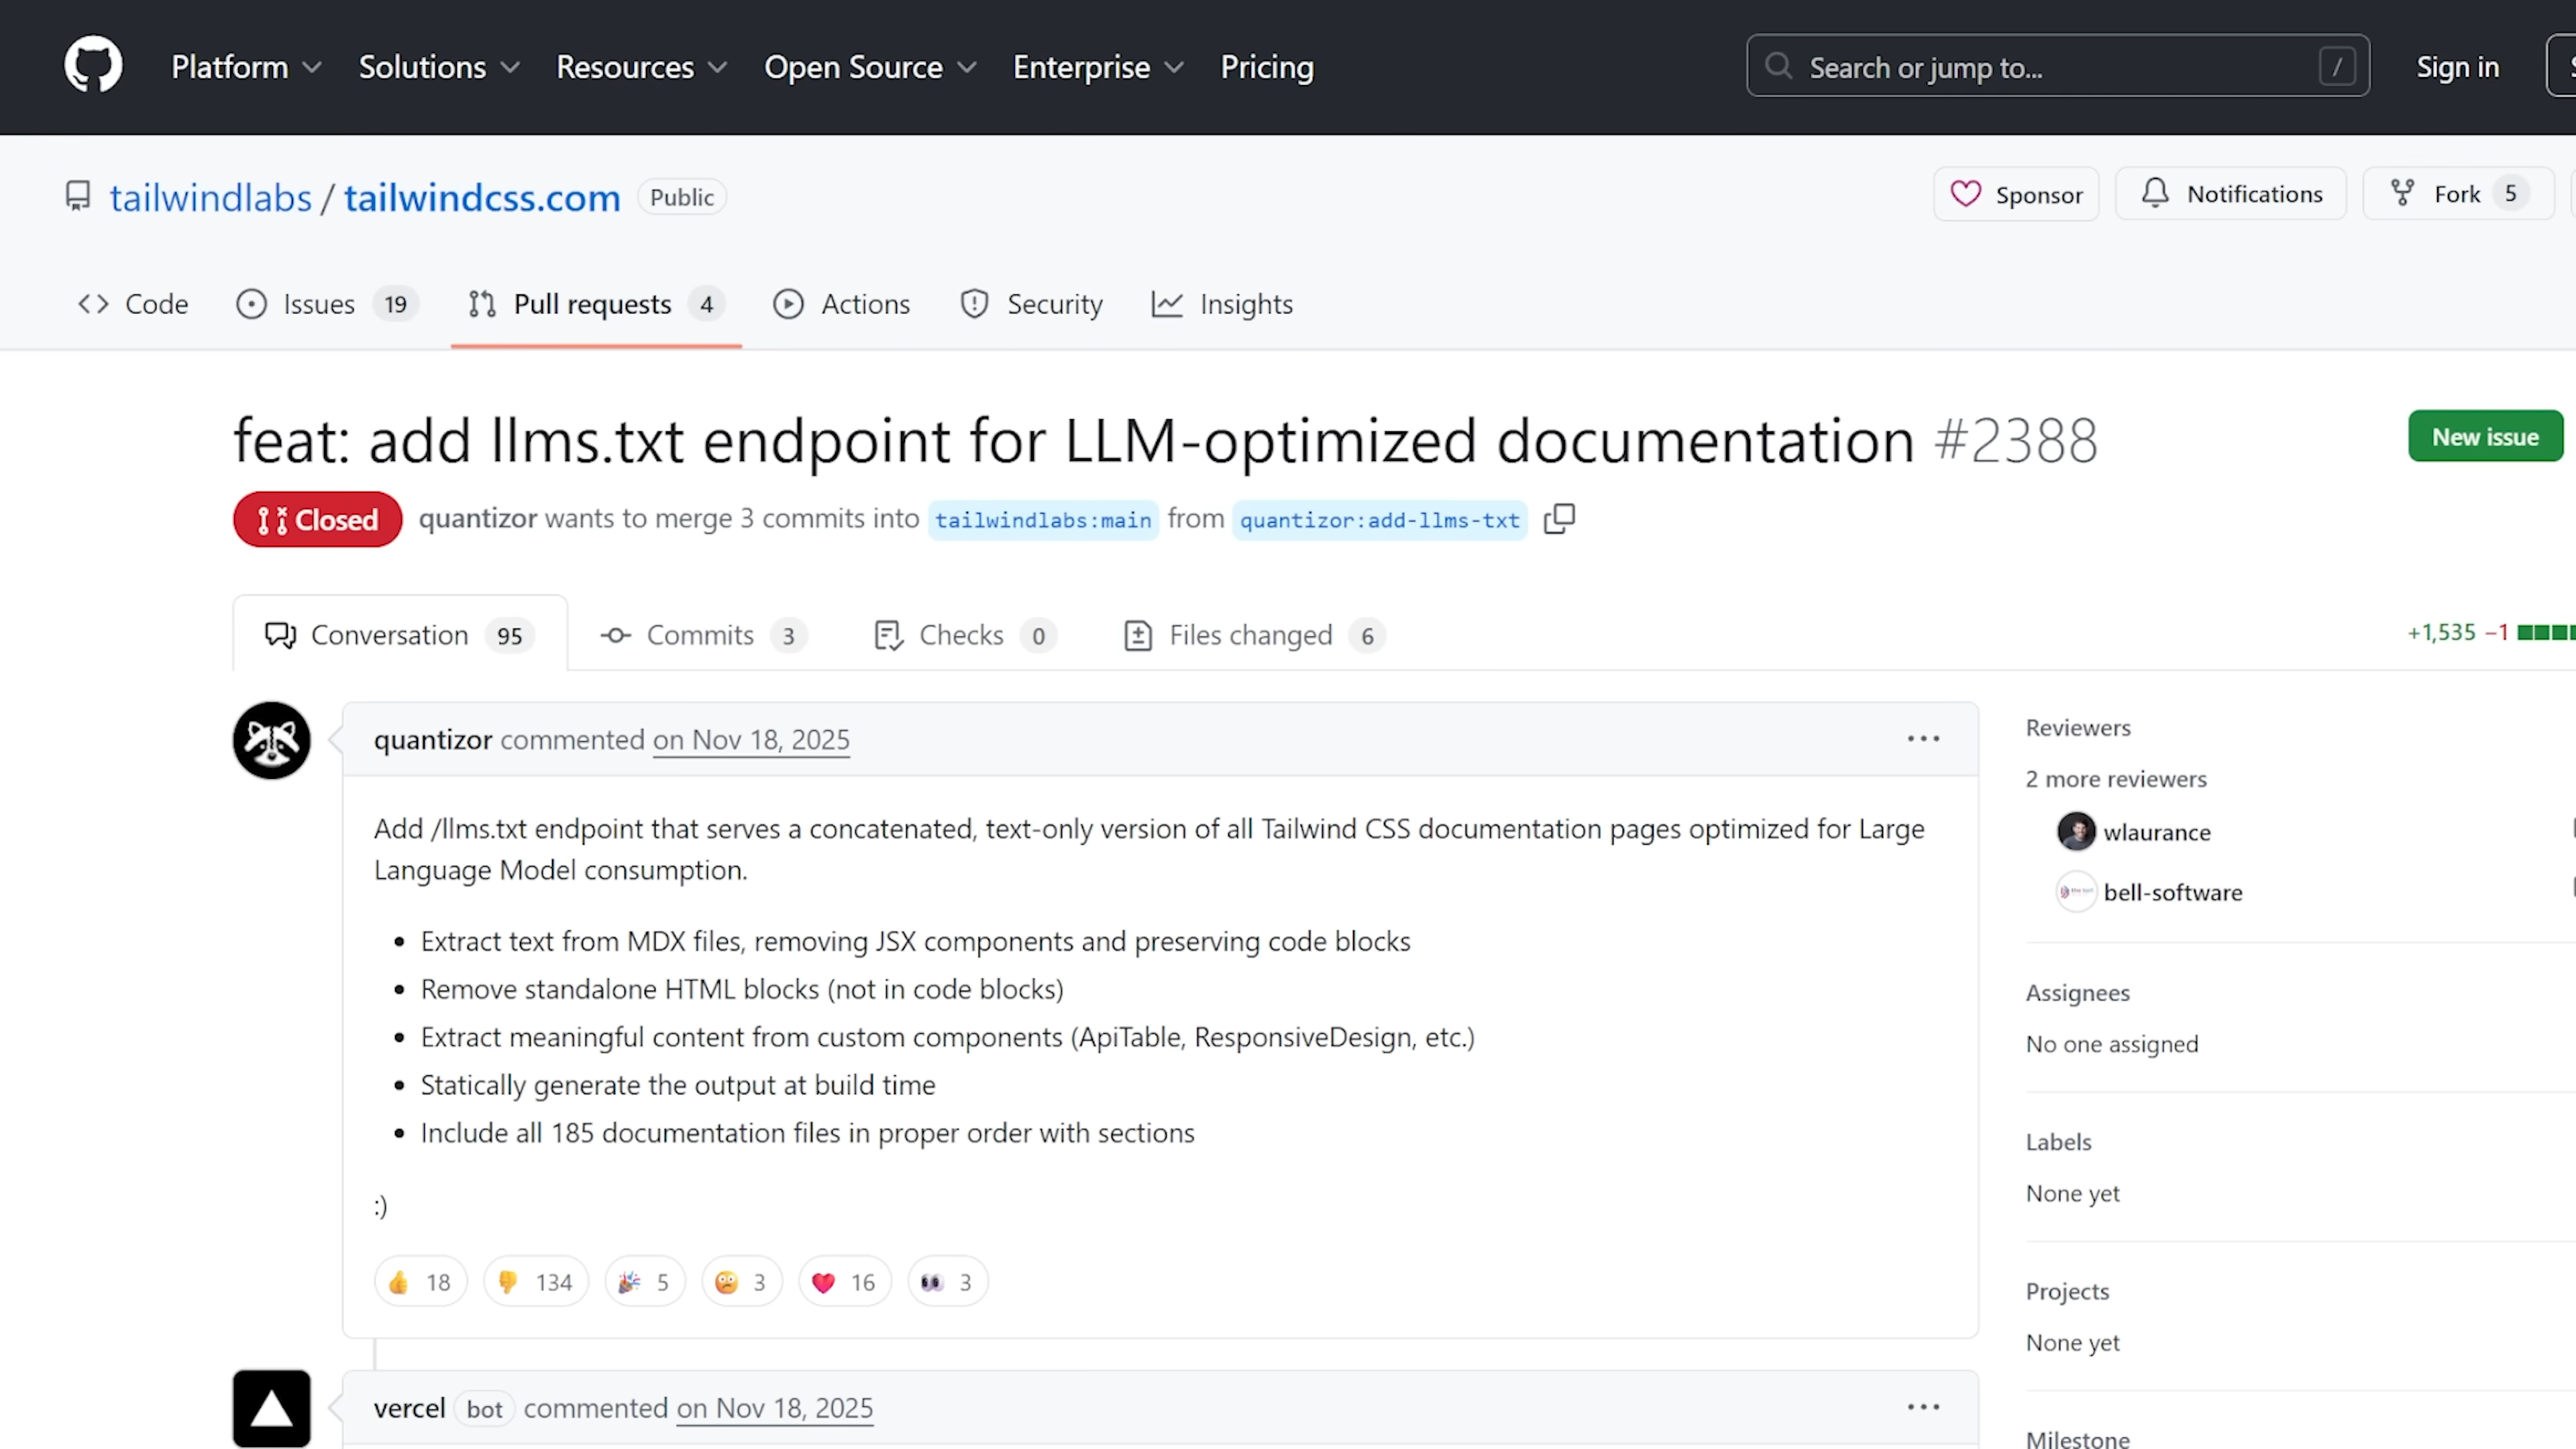 Platform Solutions Resources Open Source Enterprise Pricing Search or jump to... / Sign in
tailwindlabs / tailwindcss.com Public Sponsor Notifications Fork 5
Code Issues 19 Pull requests 4 Actions Security Insights
feat: add llms.txt endpoint for LLM-optimized documentation #2388 New issue
Closed quantizor wants to merge 3 commits into tailwindlabs:main from quantizor:add-llms-txt
Conversation 95 Commits 3 Checks 0 Files changed 6 +1,535 −1
quantizor commented on Nov 18, 2025
Add /llms.txt endpoint that serves a concatenated, text-only version of all Tailwind CSS documentation pages optimized for Large
Language Model consumption.
• Extract text from MDX files, removing JSX components and preserving code blocks
• Remove standalone HTML blocks (not in code blocks)
• Extract meaningful content from custom components (ApiTable, ResponsiveDesign, etc.)
• Statically generate the output at build time
• Include all 185 documentation files in proper order with sections
:)
👍 18 👎 134 🎉 5 😕 3 ❤️ 16 👀 3
vercel bot commented on Nov 18, 2025
Reviewers
2 more reviewers
wlaurance
bell-software
Assignees
No one assigned
Labels
None yet
Projects
None yet
Milestone